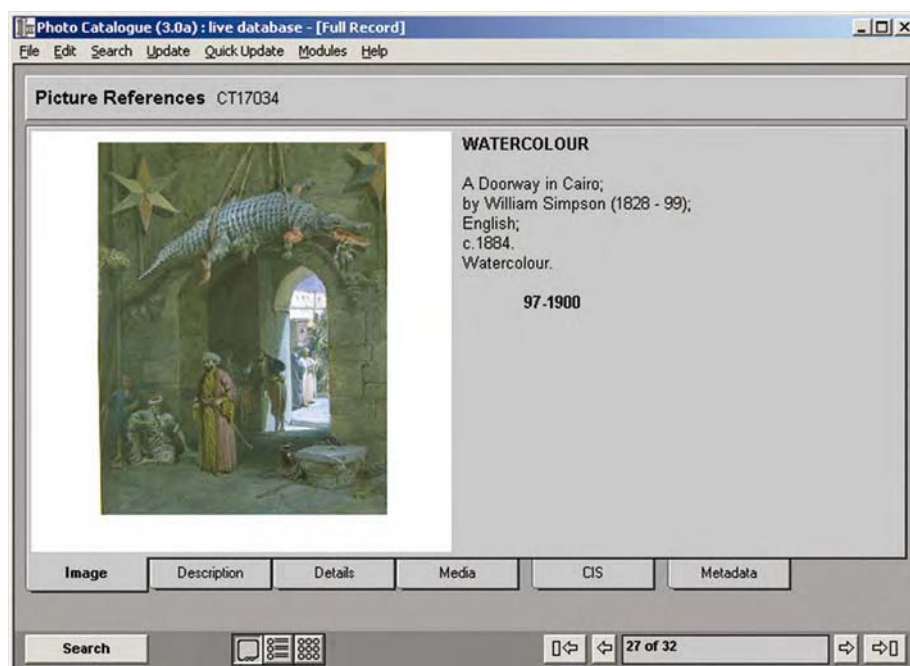 Photo Catalogue (3.0a) : live database - [Full Record]
File Edit Search Update Quick Update Modules Help
Picture References CT17034
WATERCOLOUR
A Doorway in Cairo;
by William Simpson (1828 - 99);
English;
c.1884.
Watercolour.
97-1900
Image Description Details Media CIS Metadata
Search 27 of 32